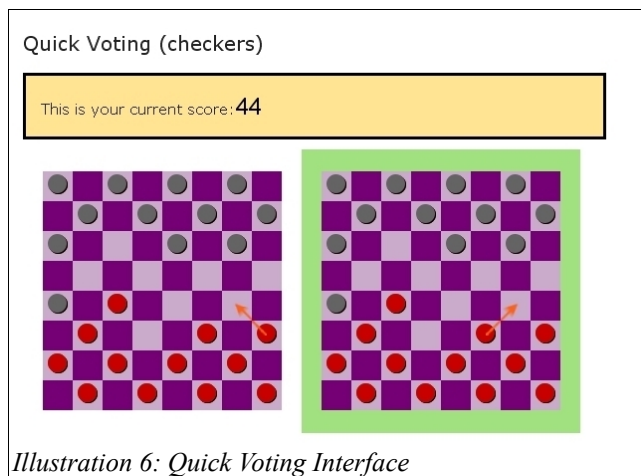 Quick Voting (checkers)
This is your current score: 44
Illustration 6: Quick Voting Interface